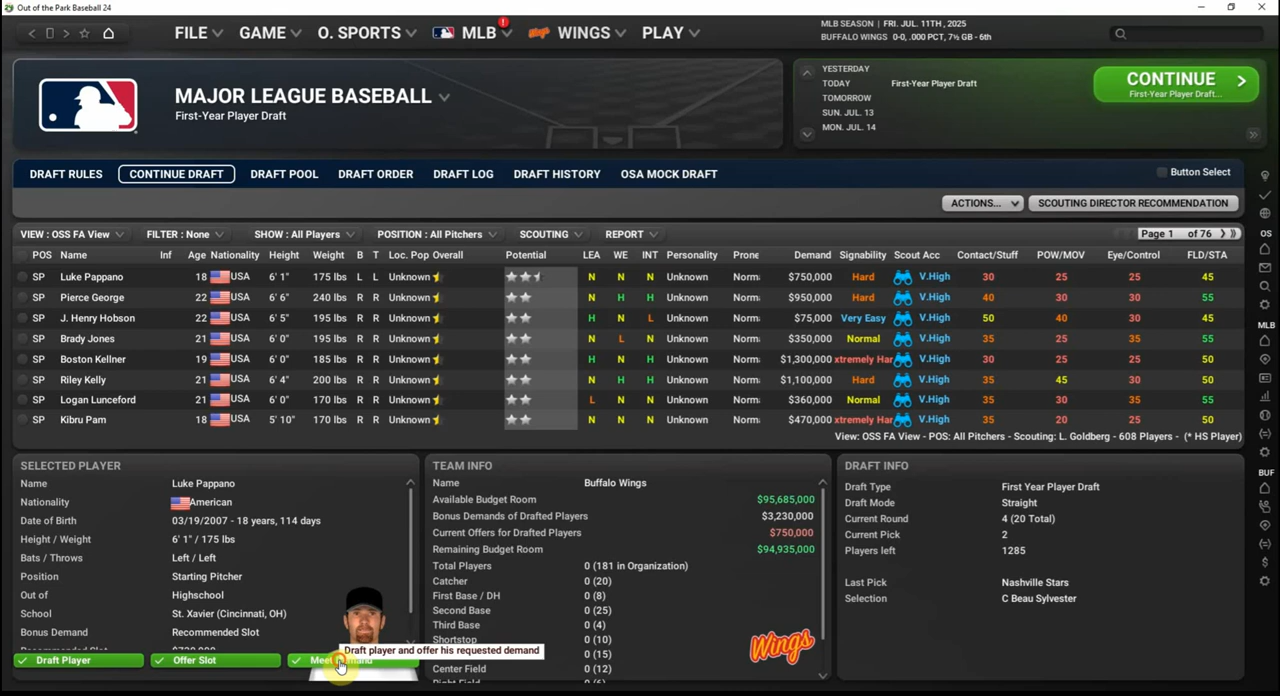 Out of the Park Baseball 24
FILE GAME O. SPORTS MLB ! WINGS PLAY
MLB SEASON | FRI. JUL. 11TH, 2025
BUFFALO WINGS 0-0, .000 PCT, 7½ GB - 6th
MAJOR LEAGUE BASEBALL
First-Year Player Draft
YESTERDAY
TODAY First-Year Player Draft
TOMORROW
SUN. JUL. 13
MON. JUL. 14
CONTINUE
First-Year Player Draft...
DRAFT RULES CONTINUE DRAFT DRAFT POOL DRAFT ORDER DRAFT LOG DRAFT HISTORY OSA MOCK DRAFT Button Select
ACTIONS... SCOUTING DIRECTOR RECOMMENDATION
VIEW : OSS FA View FILTER : None SHOW : All Players POSITION : All Pitchers SCOUTING REPORT Page 1 of 76
POS Name Inf Age Nationality Height Weight B T Loc. Pop Overall Potential LEA WE INT Personality Prone Demand Signability Scout Acc Contact/Stuff POW/MOV Eye/Control FLD/STA
SP Luke Pappano 18 USA 6' 1" 175 lbs L L Unknown N N N Unknown Norm $750,000 Hard V.High 30 25 25 45
SP Pierce George 22 USA 6' 6" 240 lbs R R Unknown N H H Unknown Norm $950,000 Hard V.High 40 30 30 55
SP J. Henry Hobson 22 USA 6' 5" 195 lbs R R Unknown H N L Unknown Norm $75,000 Very Easy V.High 50 40 30 45
SP Brady Jones 21 USA 6' 0" 195 lbs R R Unknown N L N Unknown Norm $350,000 Normal V.High 35 25 35 55
SP Boston Kellner 19 USA 6' 0" 185 lbs R R Unknown H N H Unknown Norm $1,300,000 xtremely Har V.High 30 25 25 50
SP Riley Kelly 21 USA 6' 4" 200 lbs R R Unknown N H H Unknown Norm $1,100,000 Hard V.High 35 45 30 50
SP Logan Lunceford 21 USA 6' 0" 170 lbs R R Unknown L N N Unknown Norm $360,000 Normal V.High 35 30 35 55
SP Kibru Pam 18 USA 5' 10" 170 lbs R R Unknown N N N Unknown Norm $470,000 xtremely Har V.High 35 20 25 50
View: OSS FA View - POS: All Pitchers - Scouting: L. Goldberg - 608 Players - (* HS Player)
SELECTED PLAYER
Name Luke Pappano
Nationality American
Date of Birth 03/19/2007 - 18 years, 114 days
Height / Weight 6' 1" / 175 lbs
Bats / Throws Left / Left
Position Starting Pitcher
Out of Highschool
School St. Xavier (Cincinnati, OH)
Bonus Demand Recommended Slot
Draft Player Offer Slot
Draft player and offer his requested demand
TEAM INFO
Name Buffalo Wings
Available Budget Room $95,685,000
Bonus Demands of Drafted Players $3,230,000
Current Offers for Drafted Players $750,000
Remaining Budget Room $94,935,000
Total Players 0 (181 in Organization)
Catcher 0 (20)
First Base / DH 0 (8)
Second Base 0 (25)
Third Base 0 (4)
Shortstop 0 (10)
0 (15)
Center Field 0 (12)
Wings
DRAFT INFO
Draft Type First Year Player Draft
Draft Mode Straight
Current Round 4 (20 Total)
Current Pick 2
Players left 1285
Last Pick Nashville Stars
Selection C Beau Sylvester
OS
MLB
BUF